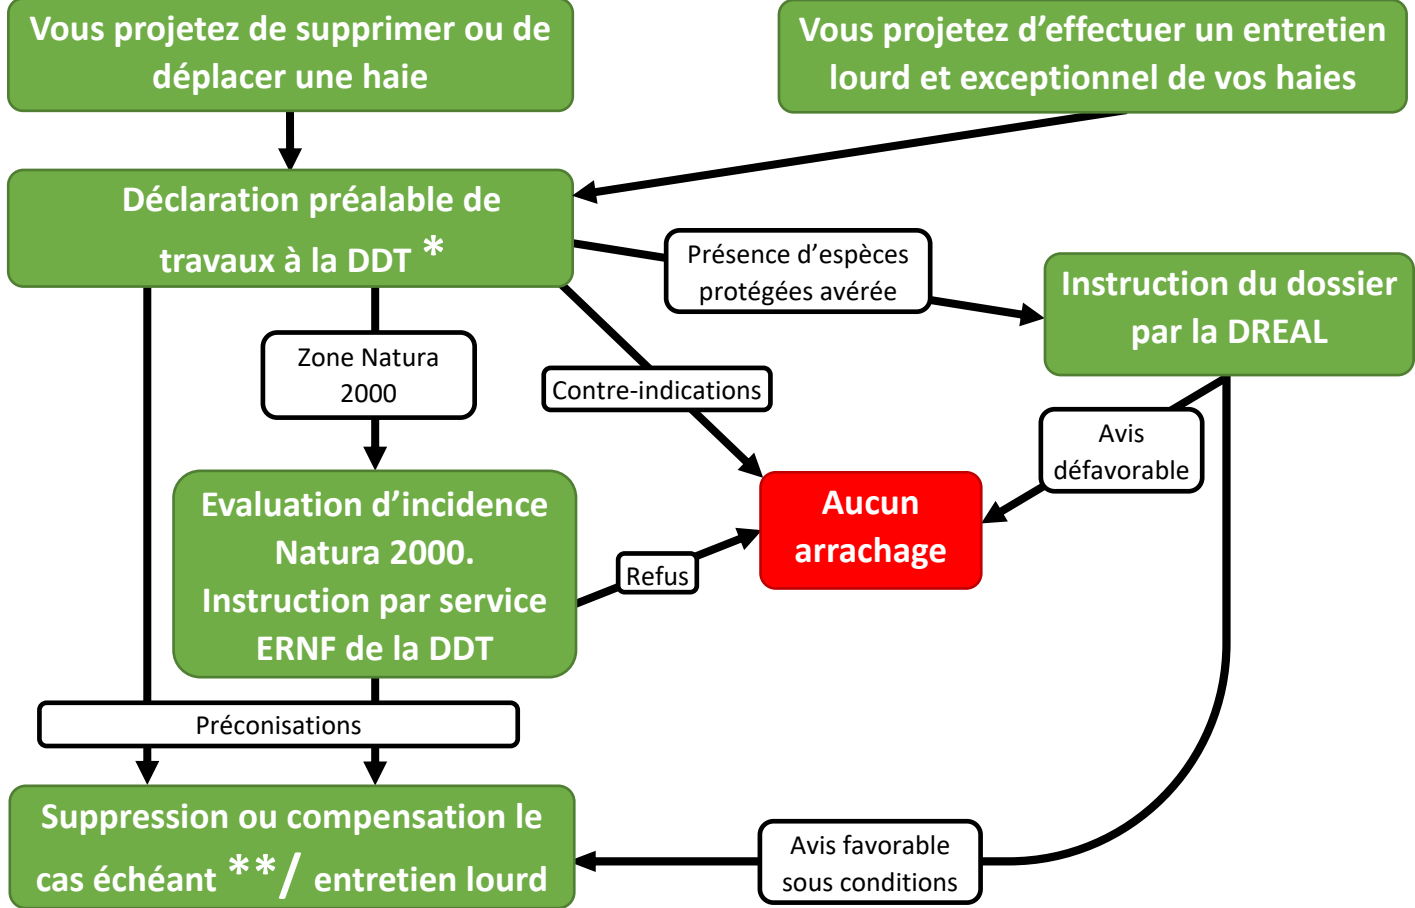 Vous projetez de supprimer ou de
déplacer une haie
Vous projetez d’effectuer un entretien
lourd et exceptionnel de vos haies
Déclaration préalable de
travaux à la DDT *
Présence d’espèces
protégées avérée
Instruction du dossier
par la DREAL
Zone Natura
2000
Contre-indications
Avis
défavorable
Evaluation d’incidence
Natura 2000.
Instruction par service
ERNF de la DDT
Aucun
arrachage
Refus
Préconisations
Suppression ou compensation le
cas échéant **/ entretien lourd
Avis favorable
sous conditions